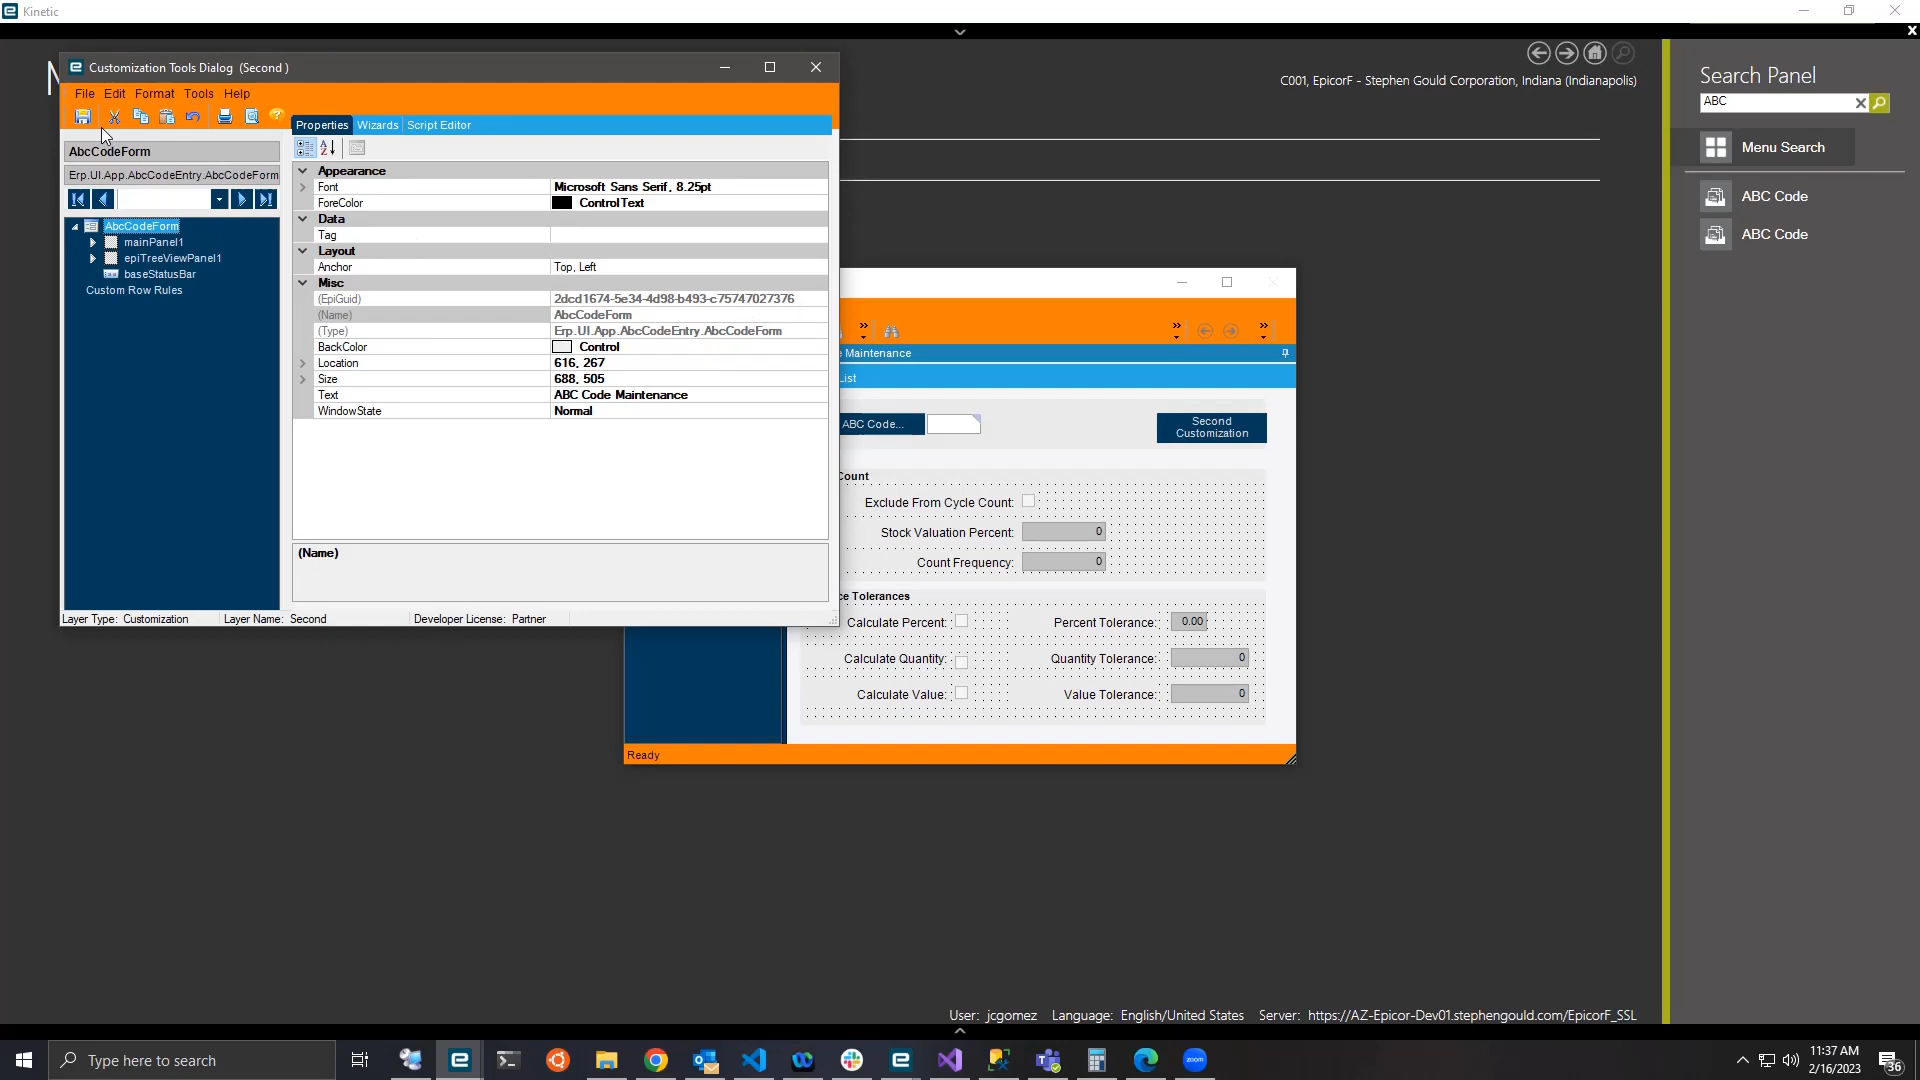 Kinetic
Customization Tools Dialog (Second )
File Edit Format Tools Help
AbcCodeForm
Erp.UI.App.AbcCodeEntry.AbcCodeForm
AbcCodeForm
mainPanel1
epiTreeViewPanel1
baseStatusBar
Custom Row Rules
Properties Wizards Script Editor
Appearance
Font Microsoft Sans Serif, 8.25pt
ForeColor ControlText
Data
Tag
Layout
Anchor Top, Left
Misc
(EpiGuid) 2dcd1674-5e34-4d98-b493-c75747027376
(Name) AbcCodeForm
(Type) Erp.UI.App.AbcCodeEntry.AbcCodeForm
BackColor Control
Location 616, 267
Size 688, 505
Text ABC Code Maintenance
WindowState Normal
(Name)
Layer Type: Customization Layer Name: Second Developer License: Partner
C001, EpicorF - Stephen Gould Corporation, Indiana (Indianapolis)
Search Panel
ABC
Menu Search
ABC Code
ABC Code
Maintenance
List
ABC Code...
Second
Customization
Count
Exclude From Cycle Count:
Stock Valuation Percent: 0
Count Frequency: 0
ce Tolerances
Calculate Percent: Percent Tolerance: 0.00
Calculate Quantity: Quantity Tolerance: 0
Calculate Value: Value Tolerance: 0
Ready
User: jcgomez Language: English/United States Server: https://AZ-Epicor-Dev01.stephengould.com/EpicorF_SSL
Type here to search
zoom
11:37 AM
2/16/2023
36